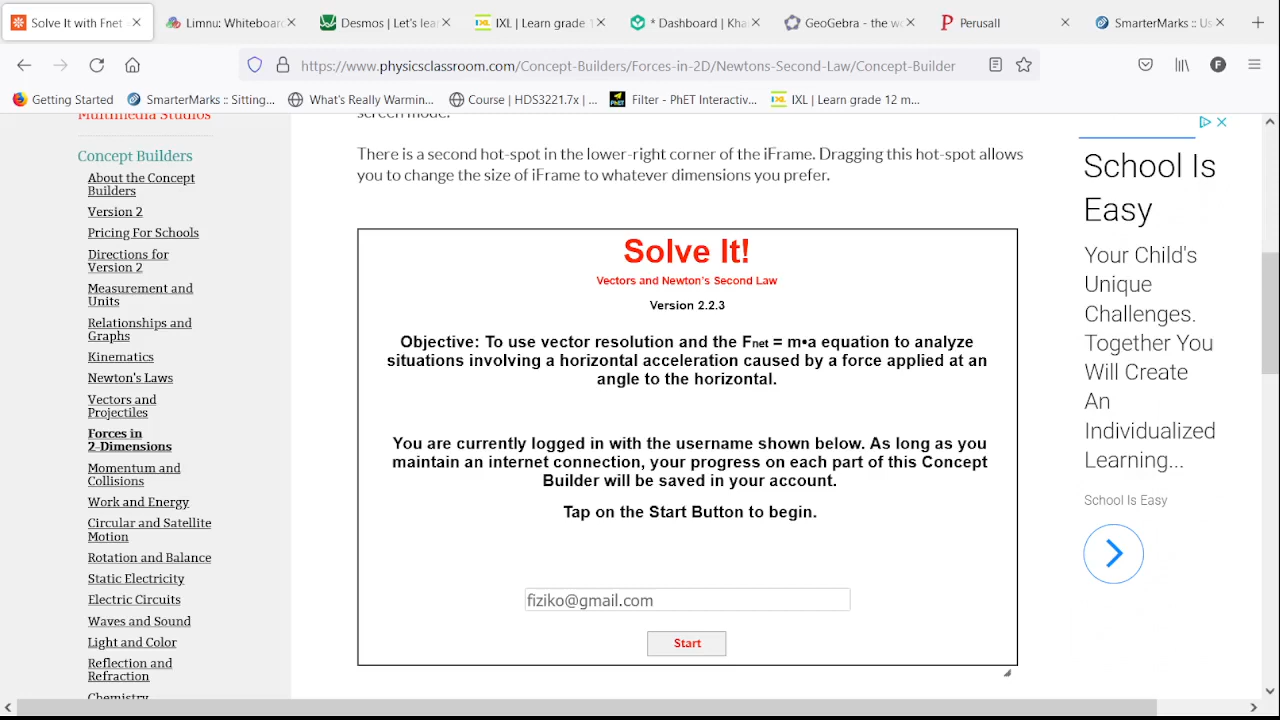 Solve It with Fnet
Limnu: Whiteboard
Desmos | Let's lea
IXL | Learn grade 1
* Dashboard | Kha
GeoGebra - the wo
Perusall
SmarterMarks :: Us
https://www.physicsclassroom.com/Concept-Builders/Forces-in-2D/Newtons-Second-Law/Concept-Builder
F
Getting Started
SmarterMarks :: Sitting...
What's Really Warmin...
Course | HDS3221.7x | ...
Filter - PhET Interactiv...
IXL | Learn grade 12 m...
Multimedia Studios
Concept Builders
About the Concept
Builders
Version 2
Pricing For Schools
Directions for
Version 2
Measurement and
Units
Relationships and
Graphs
Kinematics
Newton's Laws
Vectors and
Projectiles
Forces in
2-Dimensions
Momentum and
Collisions
Work and Energy
Circular and Satellite
Motion
Rotation and Balance
Static Electricity
Electric Circuits
Waves and Sound
Light and Color
Reflection and
Refraction
Chemistry
screen mode.
There is a second hot-spot in the lower-right corner of the iFrame. Dragging this hot-spot allows
you to change the size of iFrame to whatever dimensions you prefer.
Solve It!
Vectors and Newton's Second Law
Version 2.2.3
Objective: To use vector resolution and the Fnet = m•a equation to analyze
situations involving a horizontal acceleration caused by a force applied at an
angle to the horizontal.
You are currently logged in with the username shown below. As long as you
maintain an internet connection, your progress on each part of this Concept
Builder will be saved in your account.
Tap on the Start Button to begin.
fiziko@gmail.com
Start
School Is
Easy
Your Child's
Unique
Challenges.
Together You
Will Create
An
Individualized
Learning...
School Is Easy